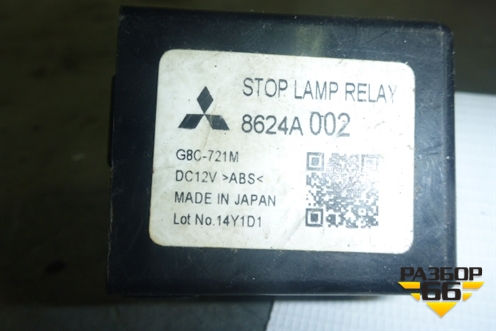 STOP LAMP RELAY
8624A 002
G8C-721M
DC12V >ABS<
MADE IN JAPAN
Lot No.14Y1D1
РАЗБОР
66